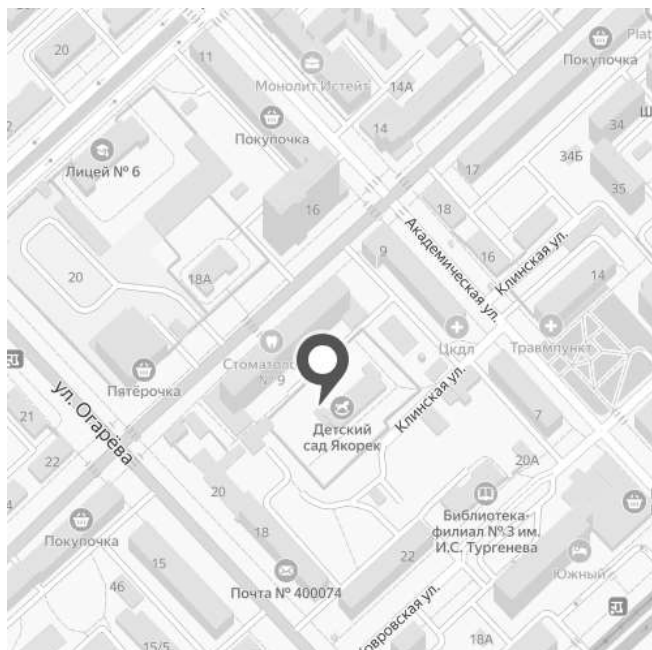 20
11
Монолит Истейт
14А
Plat
Покупочка
Покупочка
14
34
Ш
Лицей № 6
17
34Б
35
16
18
Академическая ул.
9
16
Клинская ул.
20
18А
14
Стоматоло
№ 9
Цкдл
Травмпункт
Пятёрочка
ул. Огарёва
Клинская ул.
Детский
сад Якорек
7
21
22
20А
20
Библиотека-
филиал № 3 им.
И.С. Тургенева
Покупочка
18
15
22
Южный
Почта № 400074
46
овровская ул.
15/5
18А